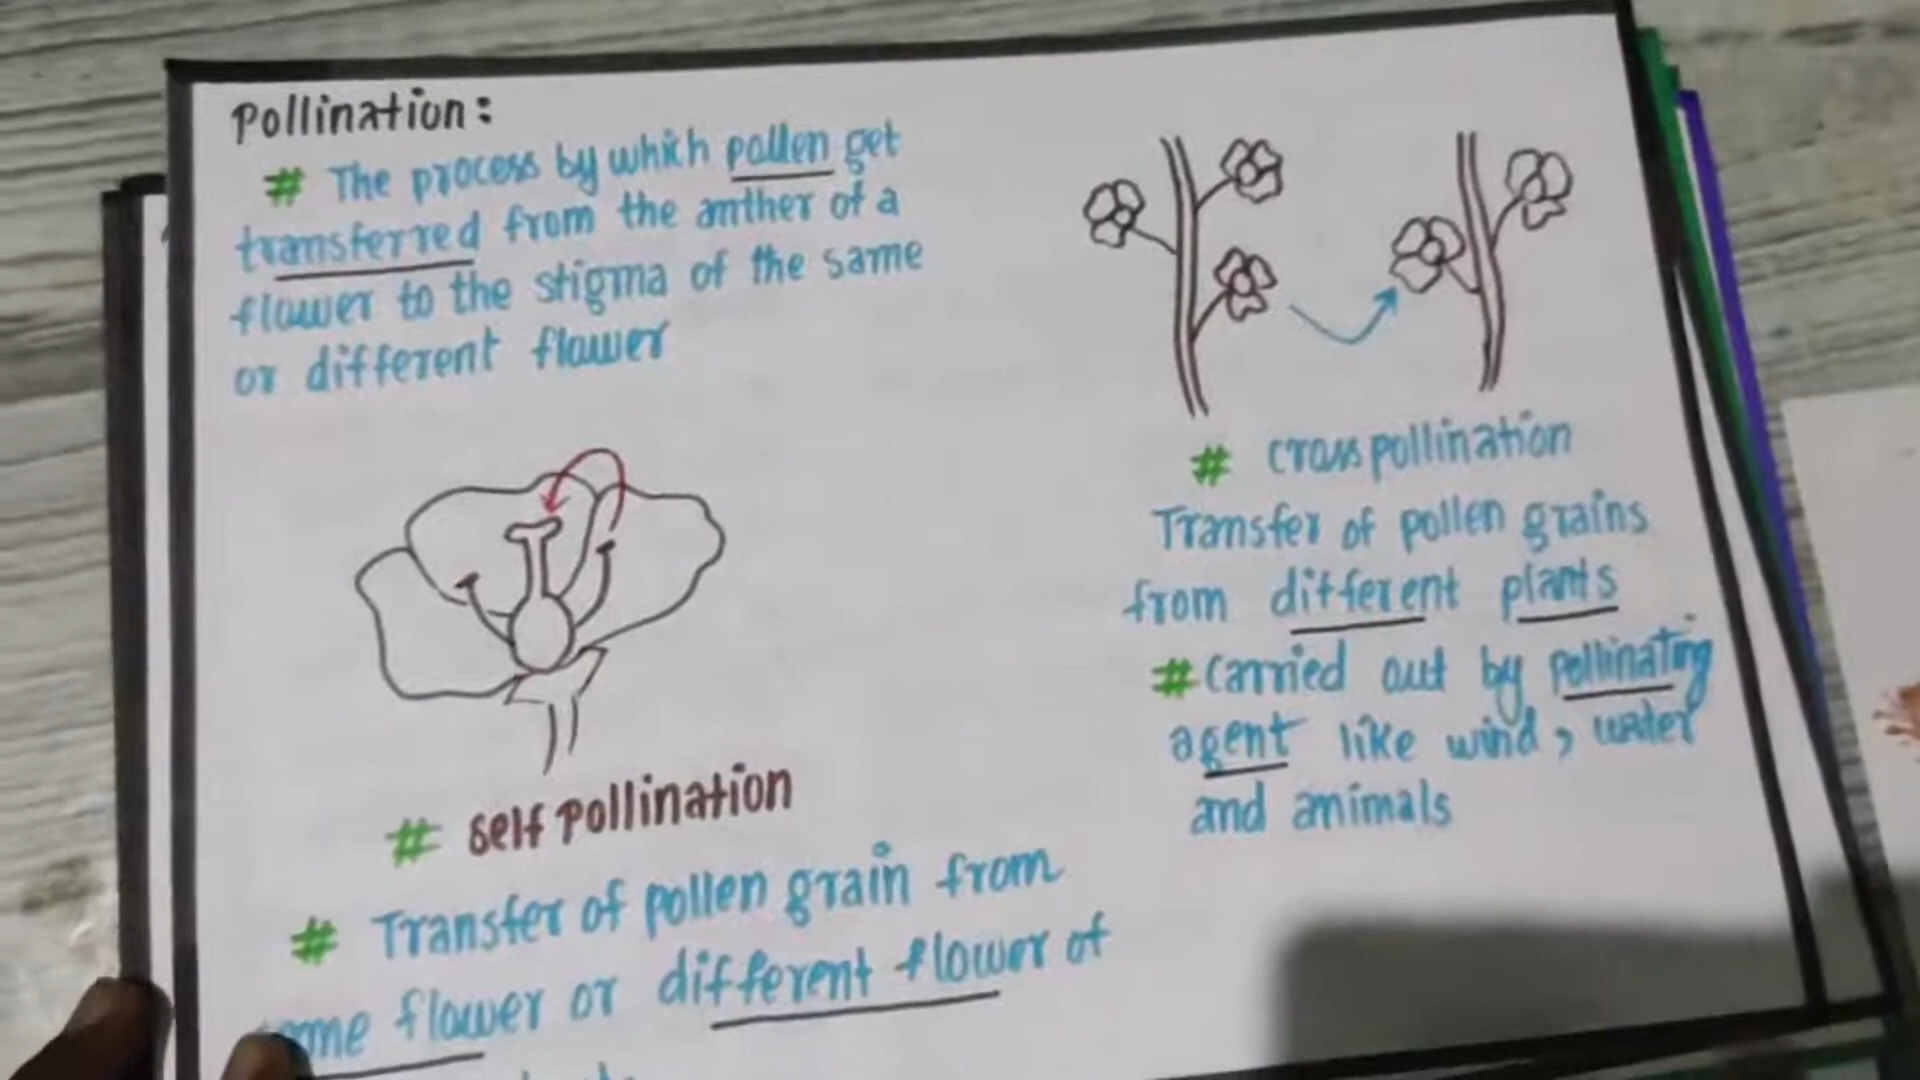 Pollination:
# The process by which pollen get
transferred from the anther of a
flower to the stigma of the same
or different flower
# self pollination
# Transfer of pollen grain from
flower or different flower of
# cross pollination
Transfer of pollen grains
from different plants
# carried out by pollinating
agent like wind, water
and animals